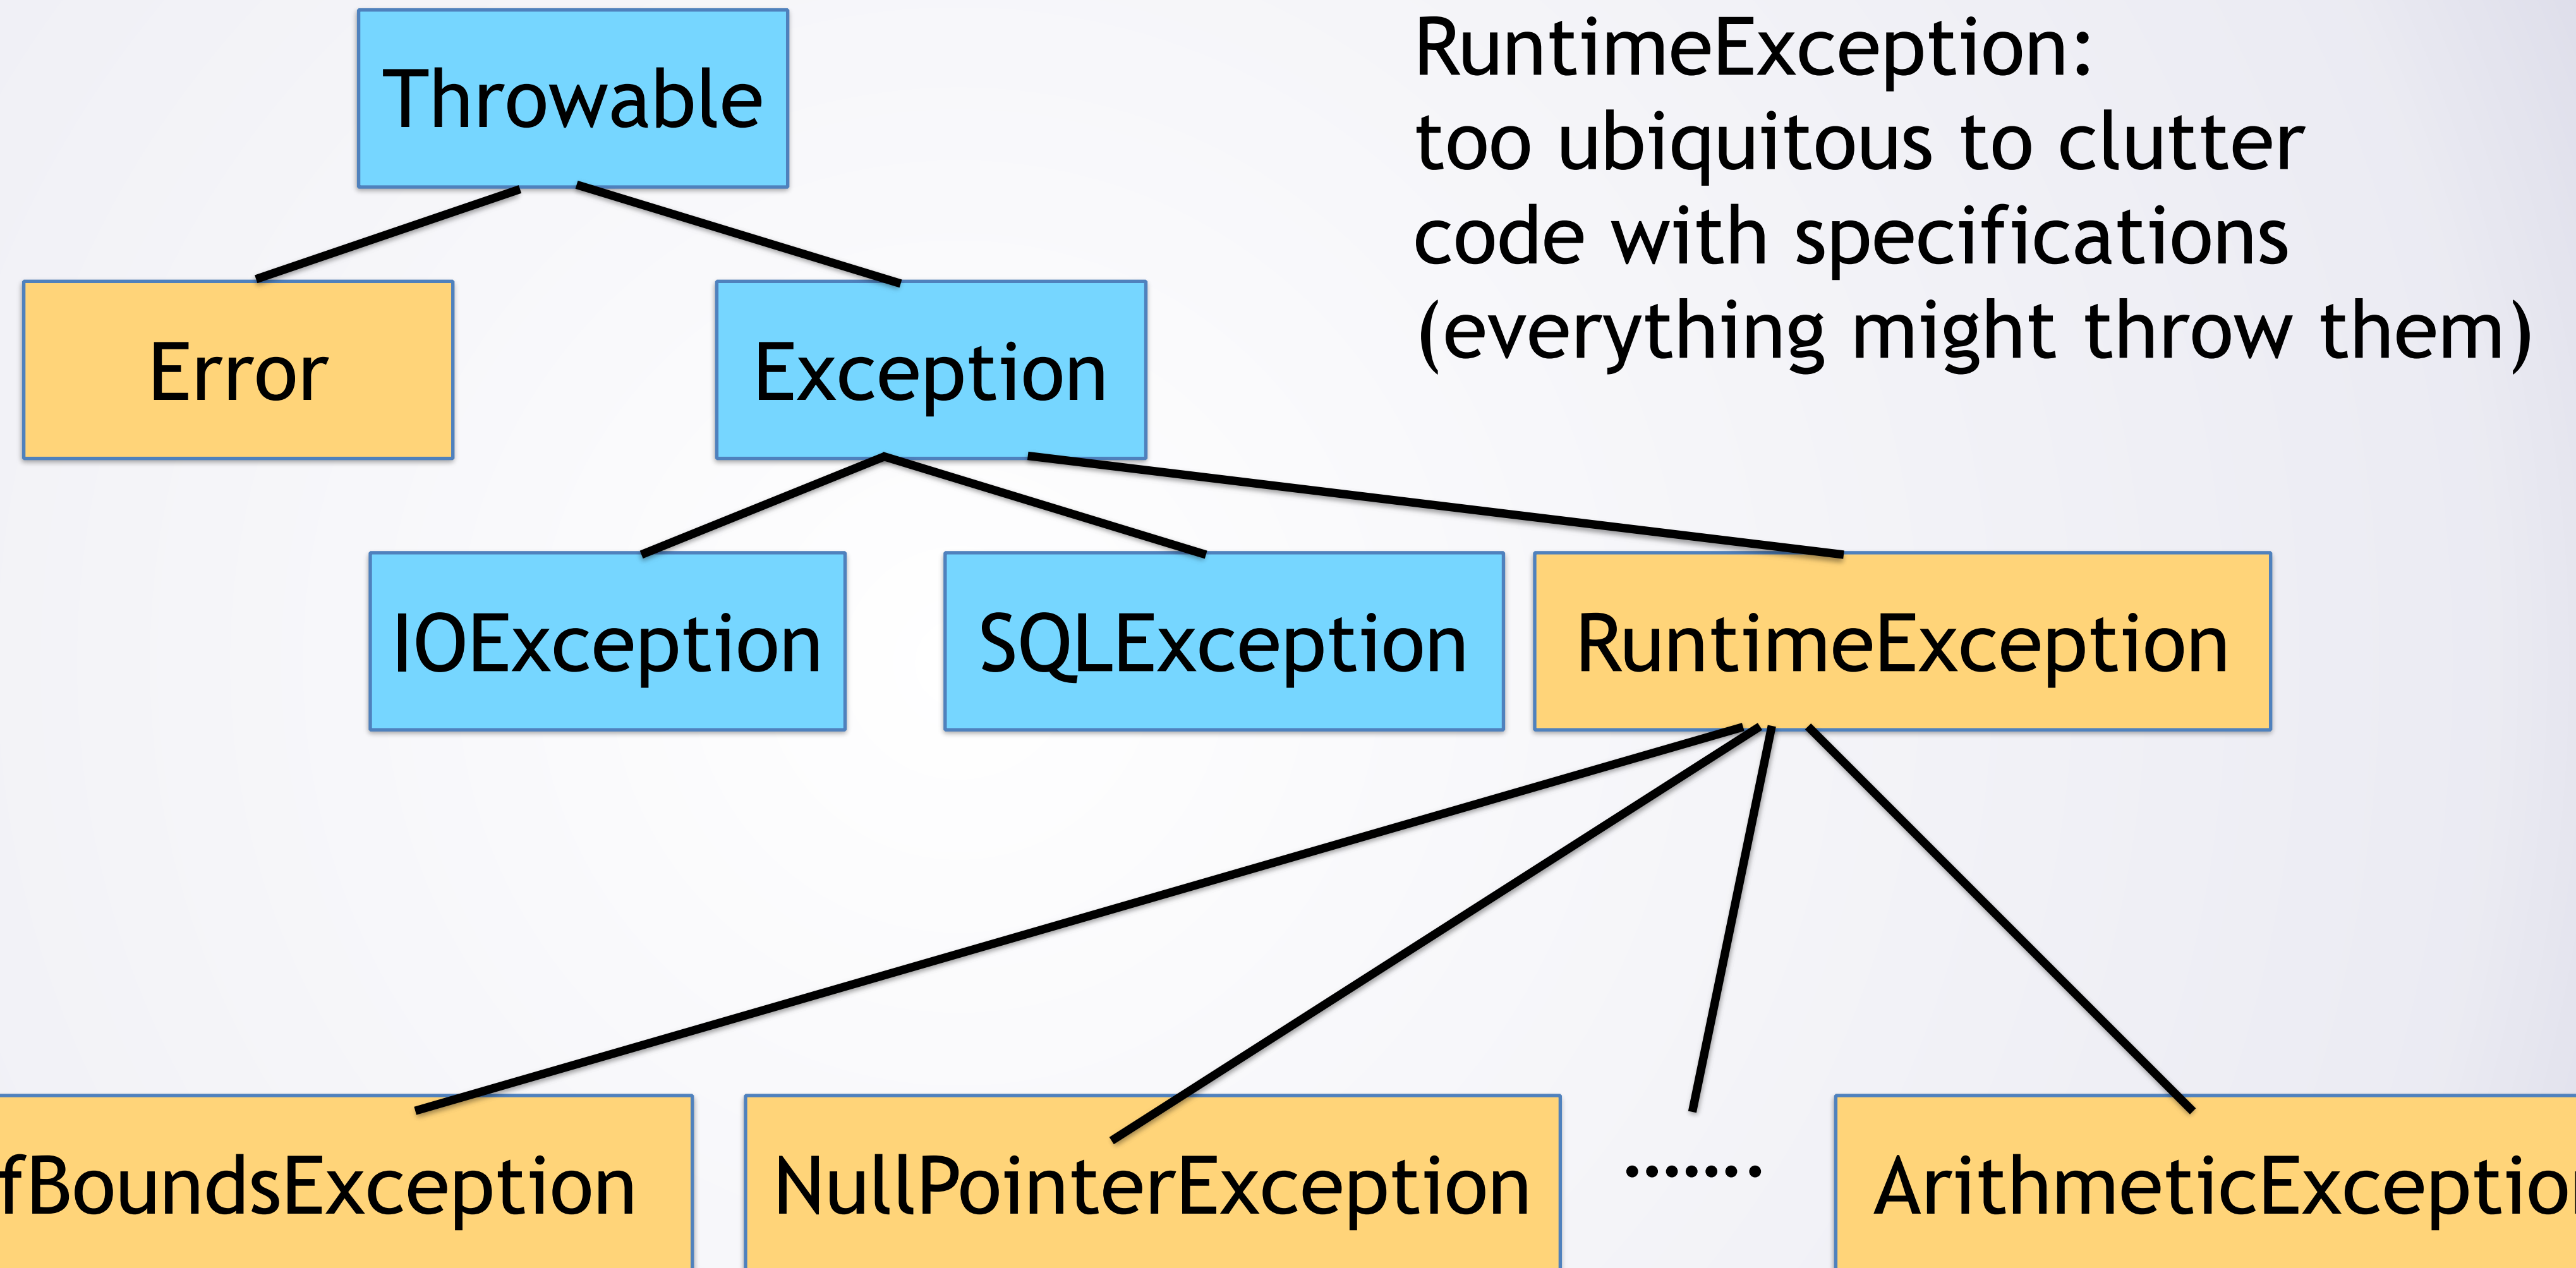 Throwable
RuntimeException:
too ubiquitous to clutter
code with specifications
(everything might throw them)
Error
Exception
IOException
SQLException
RuntimeException
fBoundsException
NullPointerException
.......
ArithmeticException